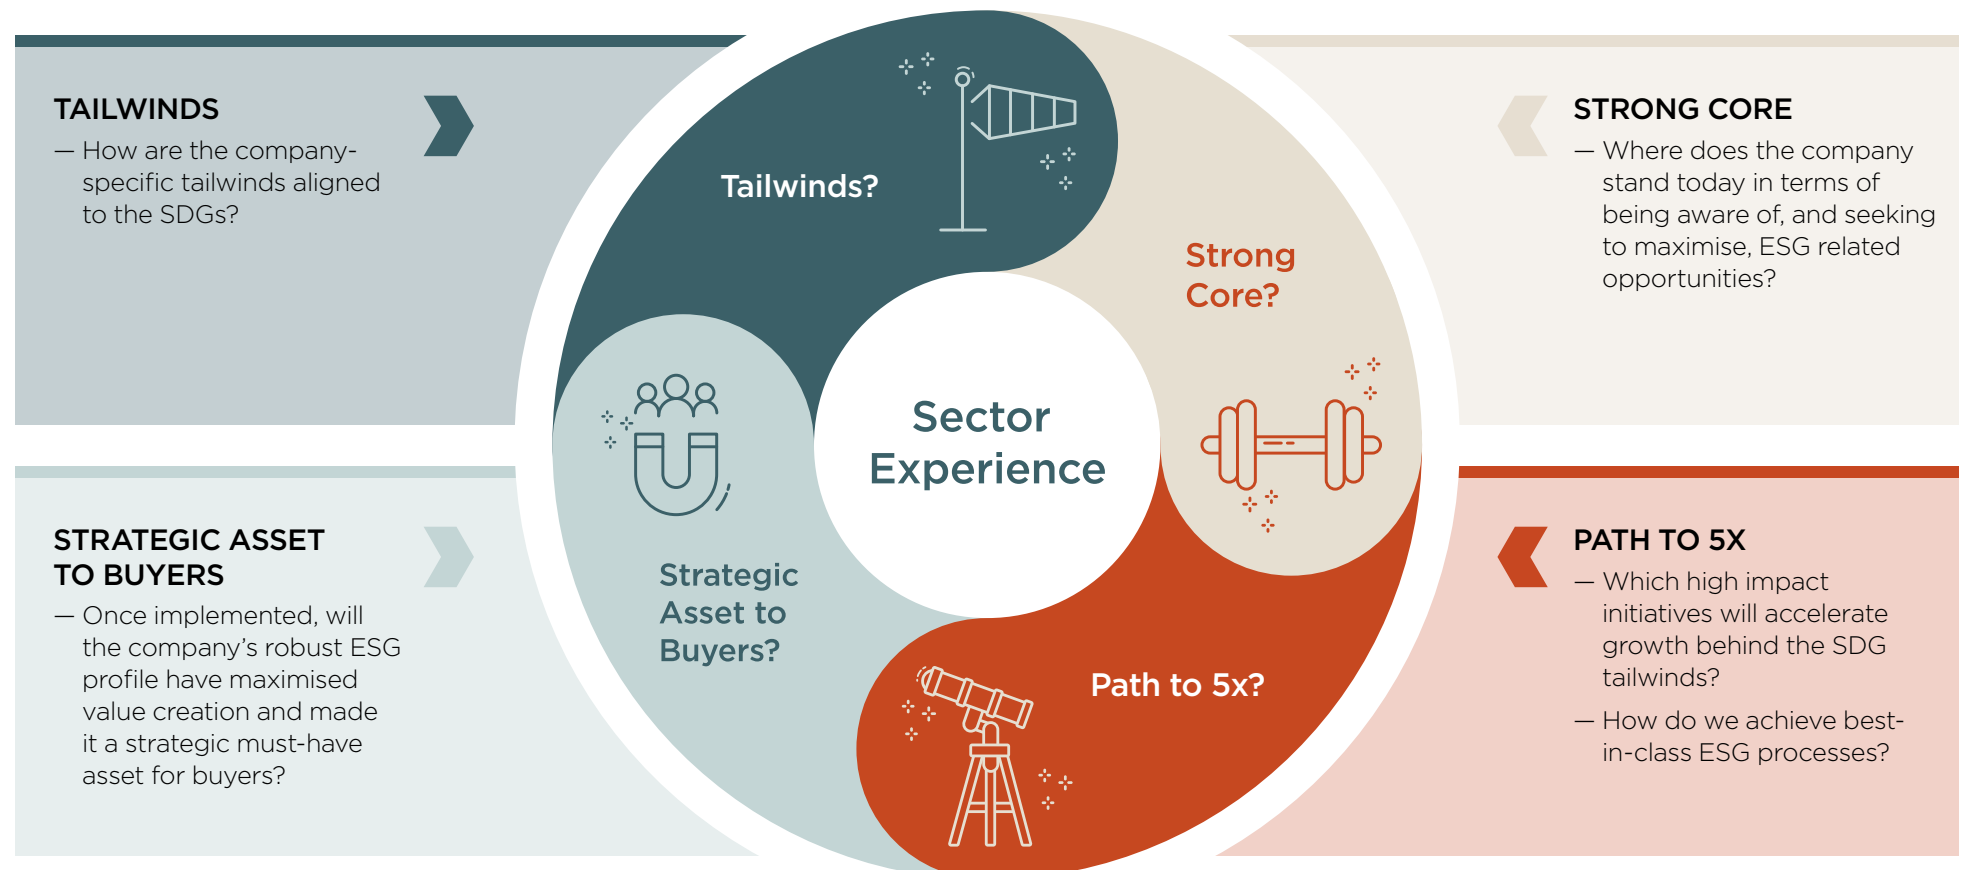 TAILWINDS
— How are the company-
specific tailwinds aligned
to the SDGs?
Tailwinds?
Strong
Core?
STRONG CORE
— Where does the company
stand today in terms of
being aware of, and seeking
to maximise, ESG related
opportunities?
Sector
Experience
STRATEGIC ASSET
TO BUYERS
— Once implemented, will
the company’s robust ESG
profile have maximised
value creation and made
it a strategic must-have
asset for buyers?
Strategic
Asset to
Buyers?
Path to 5x?
PATH TO 5X
— Which high impact
initiatives will accelerate
growth behind the SDG
tailwinds?
— How do we achieve best-
in-class ESG processes?